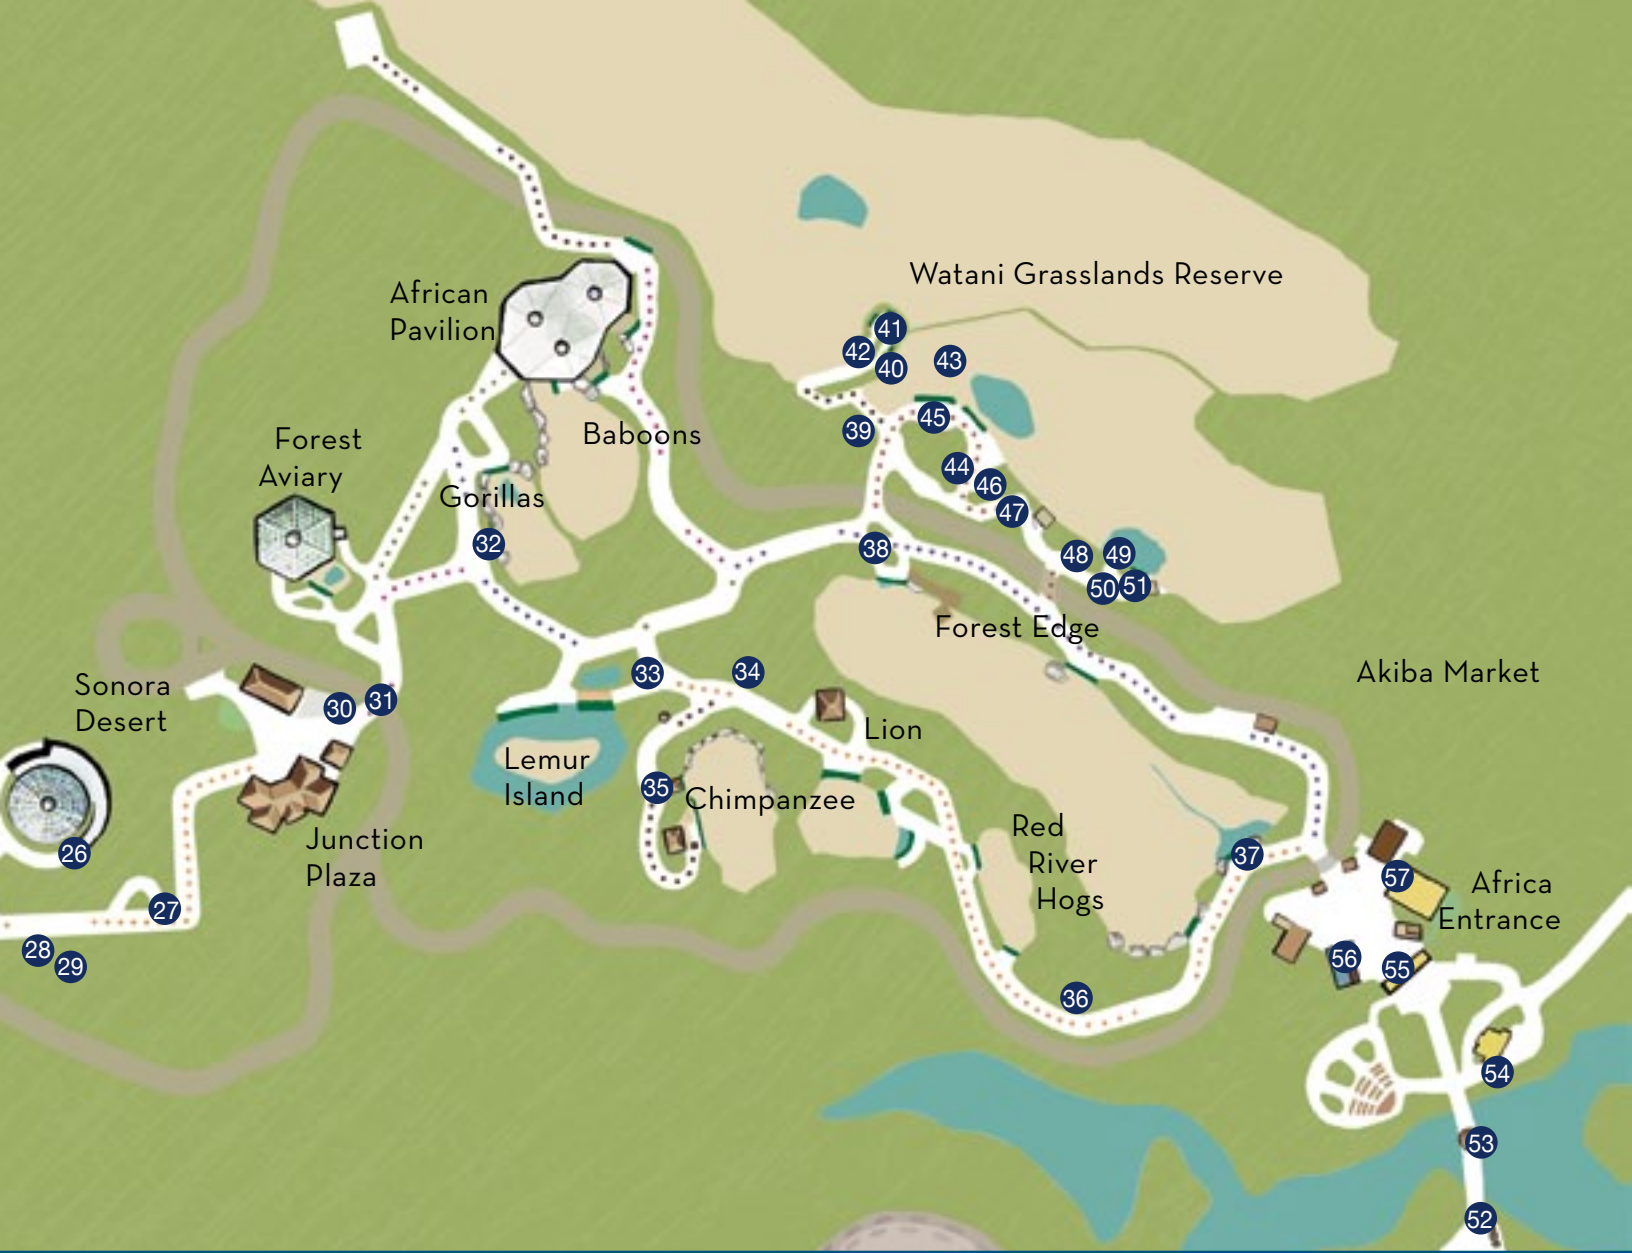 Watani Grasslands Reserve
African
Pavilion
41
42
40
43
45
39
Baboons
Forest
Aviary
44
46
47
Gorillas
32
38
48
49
50
51
Forest Edge
33
34
Akiba Market
Sonora
Desert
30
31
Lion
Lemur
Island
35
Chimpanzee
Junction
Plaza
26
27
28
29
Red
River
Hogs
37
57
Africa
Entrance
56
55
36
54
53
52